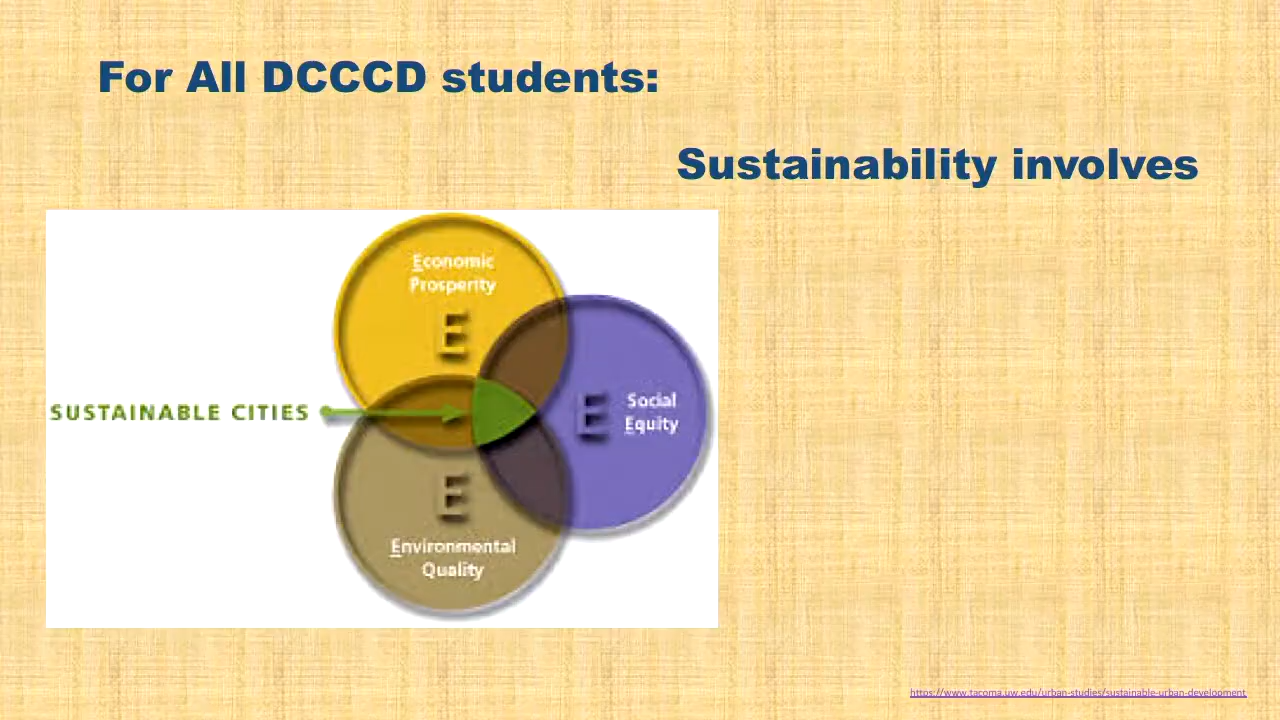 For All DCCCD students:
Sustainability involves
Economic
Prosperity
E
SUSTAINABLE CITIES
E
Social
Equity
E
Environmental
Quality
https://www.tacoma.uw.edu/urban-studies/sustainable-urban-development